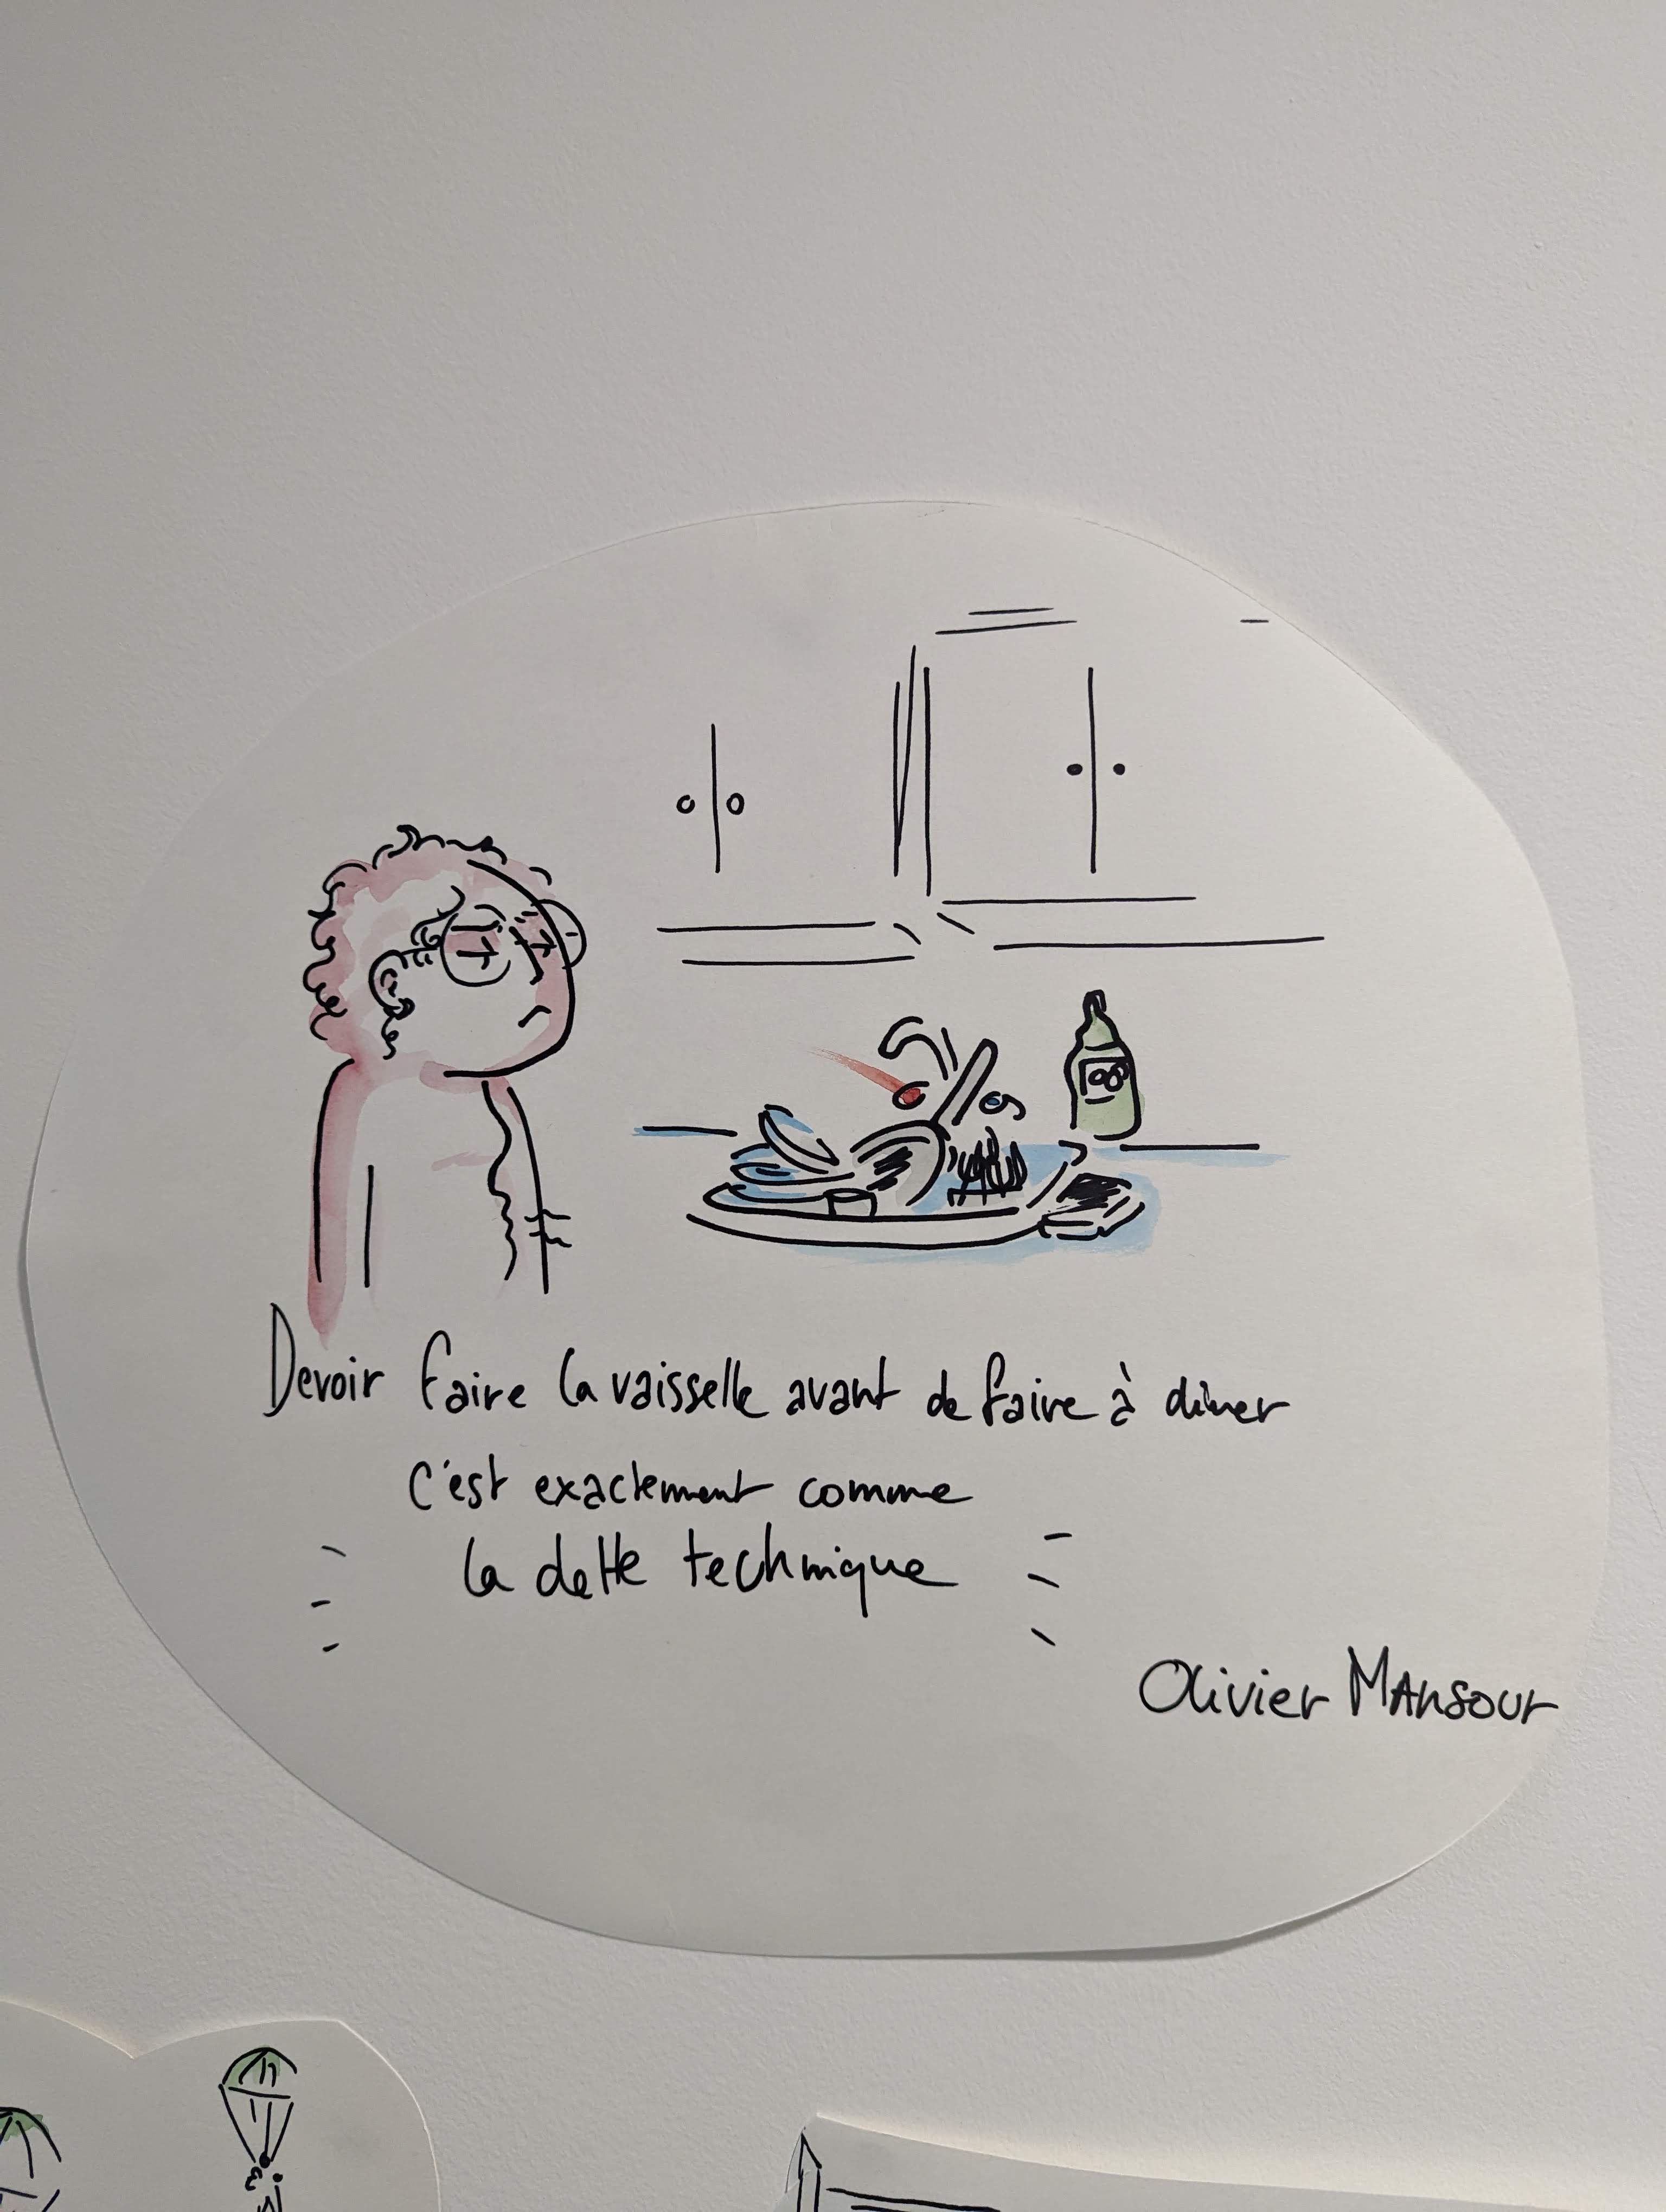 Devoir faire la vaisselle avant de faire à dîner
c'est exactement comme
la dette technique
Olivier Mansour